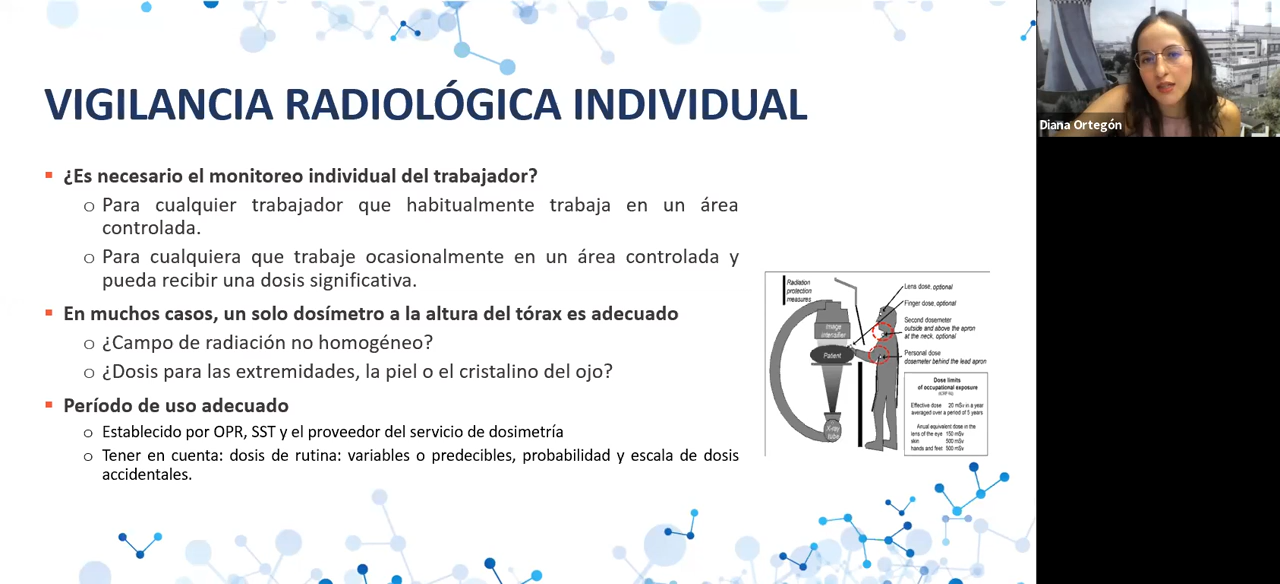 VIGILANCIA RADIOLÓGICA INDIVIDUAL
¿Es necesario el monitoreo individual del trabajador?
Para cualquier trabajador que habitualmente trabaja en un área
controlada.
Para cualquiera que trabaje ocasionalmente en un área controlada y
pueda recibir una dosis significativa.
En muchos casos, un solo dosímetro a la altura del tórax es adecuado
¿Campo de radiación no homogéneo?
¿Dosis para las extremidades, la piel o el cristalino del ojo?
Período de uso adecuado
Establecido por OPR, SST y el proveedor del servicio de dosimetría
Tener en cuenta: dosis de rutina: variables o predecibles, probabilidad y escala de dosis
accidentales.
Radiation
protection
measures
Image
intensifier
Patient
X-ray
tube
Lens dose, optional
Finger dose, optional
Second dosemeter
outside and above the apron
at the neck, optional
Personal dose
dosemeter behind the lead apron
Dose limits
of occupational exposure
Effective dose 20 mSv in a year
averaged over a period of 5 years
Anual equivalent dose in the
lens of the eye 150 mSv
skin 500 mSv
hands and feet 500 mSv
Diana Ortegón